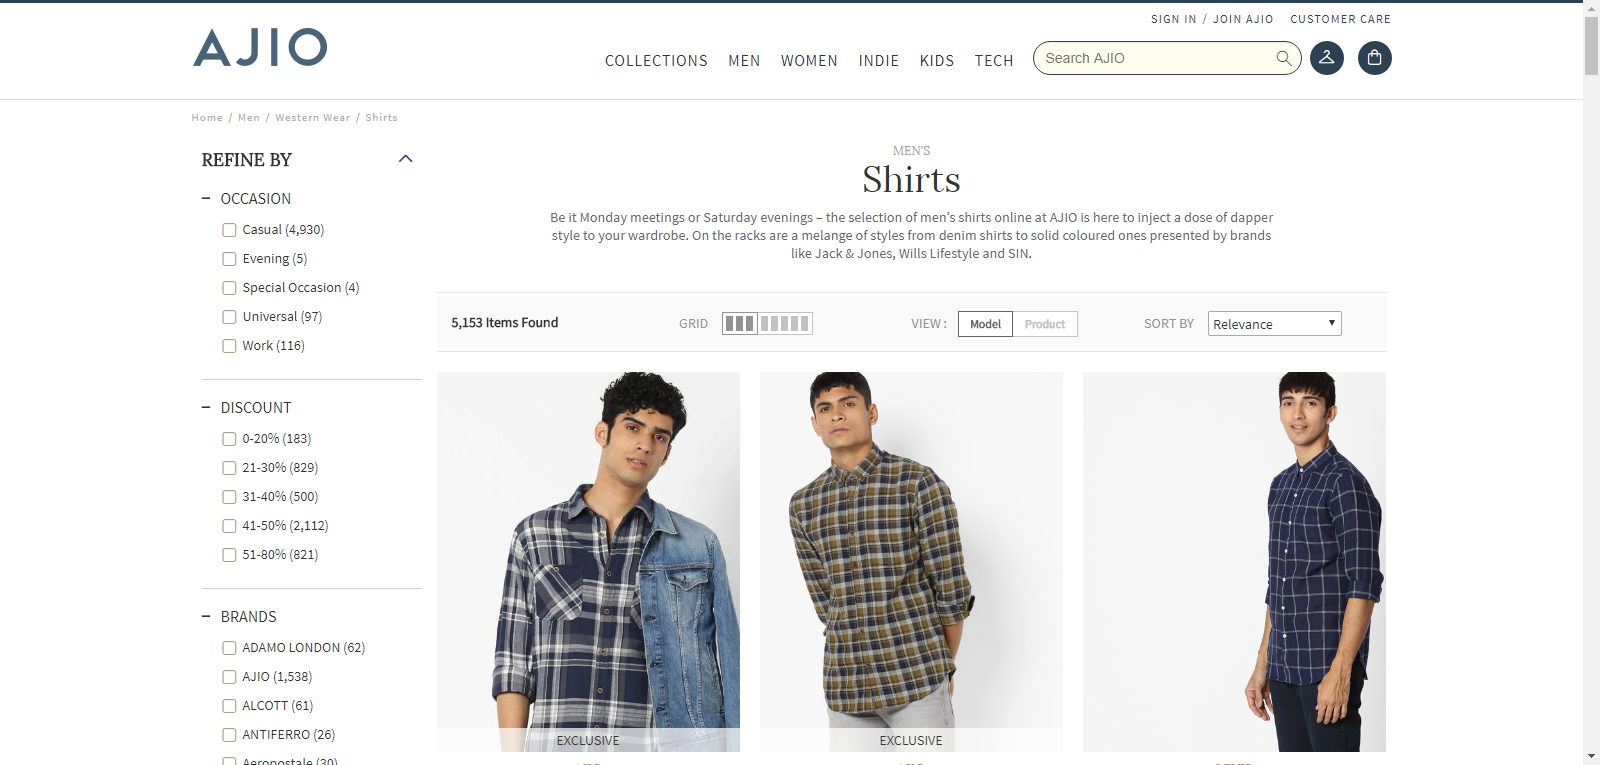 SIGN IN / JOIN AJIO CUSTOMER CARE
AJIO
COLLECTIONS MEN WOMEN INDIE KIDS TECH Search AJIO
Home / Men / Western Wear / Shirts
REFINE BY
OCCASION
Casual (4,930)
Evening (5)
Special Occasion (4)
Universal (97)
Work (116)
DISCOUNT
0-20% (183)
21-30% (829)
31-40% (500)
41-50% (2,112)
51-80% (821)
BRANDS
ADAMO LONDON (62)
AJIO (1,538)
ALCOTT (61)
ANTIFERRO (26)
Aeropostale (30)
MEN'S
Shirts
Be it Monday meetings or Saturday evenings – the selection of men’s shirts online at AJIO is here to inject a dose of dapper
style to your wardrobe. On the racks are a melange of styles from denim shirts to solid coloured ones presented by brands
like Jack & Jones, Wills Lifestyle and SIN.
5,153 Items Found GRID VIEW : Model Product SORT BY Relevance
EXCLUSIVE EXCLUSIVE